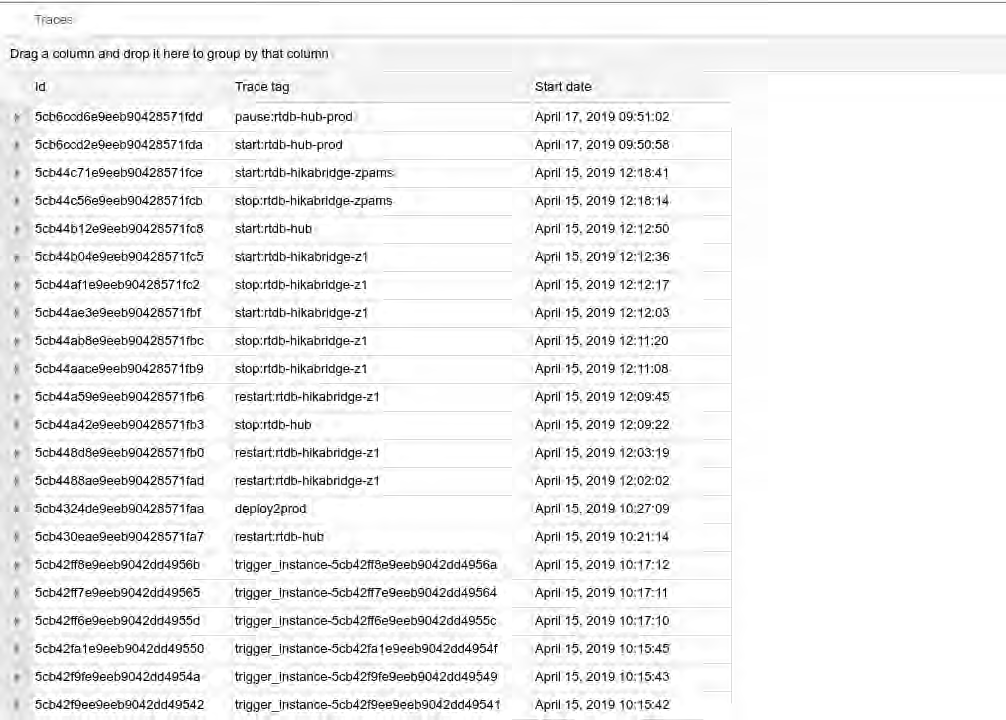 Traces
Drag a column and drop it here to group by that column
Id Trace tag Start date
5cb6ccd6e9eeb90428571fdd pause:rtdb-hub-prod April 17, 2019 09:51:02
5cb6ccd2e9eeb90428571fda start:rtdb-hub-prod April 17, 2019 09:50:58
5cb44c71e9eeb90428571fce start:rtdb-hikabridge-zpams April 15, 2019 12:18:41
5cb44c56e9eeb90428571fcb stop:rtdb-hikabridge-zpams April 15, 2019 12:18:14
5cb44b12e9eeb90428571fc8 start:rtdb-hub April 15, 2019 12:12:50
5cb44b04e9eeb90428571fc5 start:rtdb-hikabridge-z1 April 15, 2019 12:12:36
5cb44af1e9eeb90428571fc2 stop:rtdb-hikabridge-z1 April 15, 2019 12:12:17
5cb44ae3e9eeb90428571fbf start:rtdb-hikabridge-z1 April 15, 2019 12:12:03
5cb44ab8e9eeb90428571fbc stop:rtdb-hikabridge-z1 April 15, 2019 12:11:20
5cb44aace9eeb90428571fb9 stop:rtdb-hikabridge-z1 April 15, 2019 12:11:08
5cb44a59e9eeb90428571fb6 restart:rtdb-hikabridge-z1 April 15, 2019 12:09:45
5cb44a42e9eeb90428571fb3 stop:rtdb-hub April 15, 2019 12:09:22
5cb448d8e9eeb90428571fb0 restart:rtdb-hikabridge-z1 April 15, 2019 12:03:19
5cb4488ae9eeb90428571fad restart:rtdb-hikabridge-z1 April 15, 2019 12:02:02
5cb4324de9eeb90428571faa deploy2prod April 15, 2019 10:27:09
5cb430eae9eeb90428571fa7 restart:rtdb-hub April 15, 2019 10:21:14
5cb42ff8e9eeb9042dd4956b trigger_instance-5cb42ff8e9eeb9042dd4956a April 15, 2019 10:17:12
5cb42ff7e9eeb9042dd49565 trigger_instance-5cb42ff7e9eeb9042dd49564 April 15, 2019 10:17:11
5cb42ff6e9eeb9042dd4955d trigger_instance-5cb42ff6e9eeb9042dd4955c April 15, 2019 10:17:10
5cb42fa1e9eeb9042dd49550 trigger_instance-5cb42fa1e9eeb9042dd4954f April 15, 2019 10:15:45
5cb42f9fe9eeb9042dd4954a trigger_instance-5cb42f9fe9eeb9042dd49549 April 15, 2019 10:15:43
5cb42f9ee9eeb9042dd49542 trigger_instance-5cb42f9ee9eeb9042dd49541 April 15, 2019 10:15:42